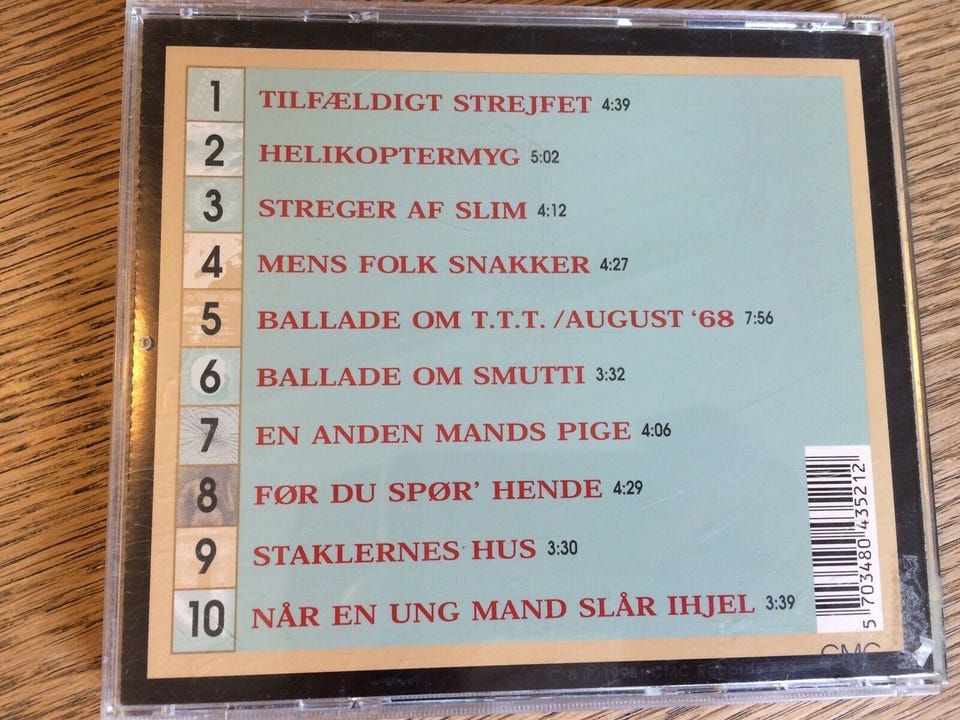 1 TILFÆLDIGT STREJFET 4:39
2 HELIKOPTERMYG 5:02
3 STREGER AF SLIM 4:12
4 MENS FOLK SNAKKER 4:27
5 BALLADE OM T.T.T. /AUGUST ‘68 7:56
6 BALLADE OM SMUTTI 3:32
7 EN ANDEN MANDS PIGE 4:06
8 FØR DU SPØR’ HENDE 4:29
9 STAKLERNES HUS 3:30
10 NÅR EN UNG MAND SLÅR IHJEL 3:39
5 703480 435212
CMC